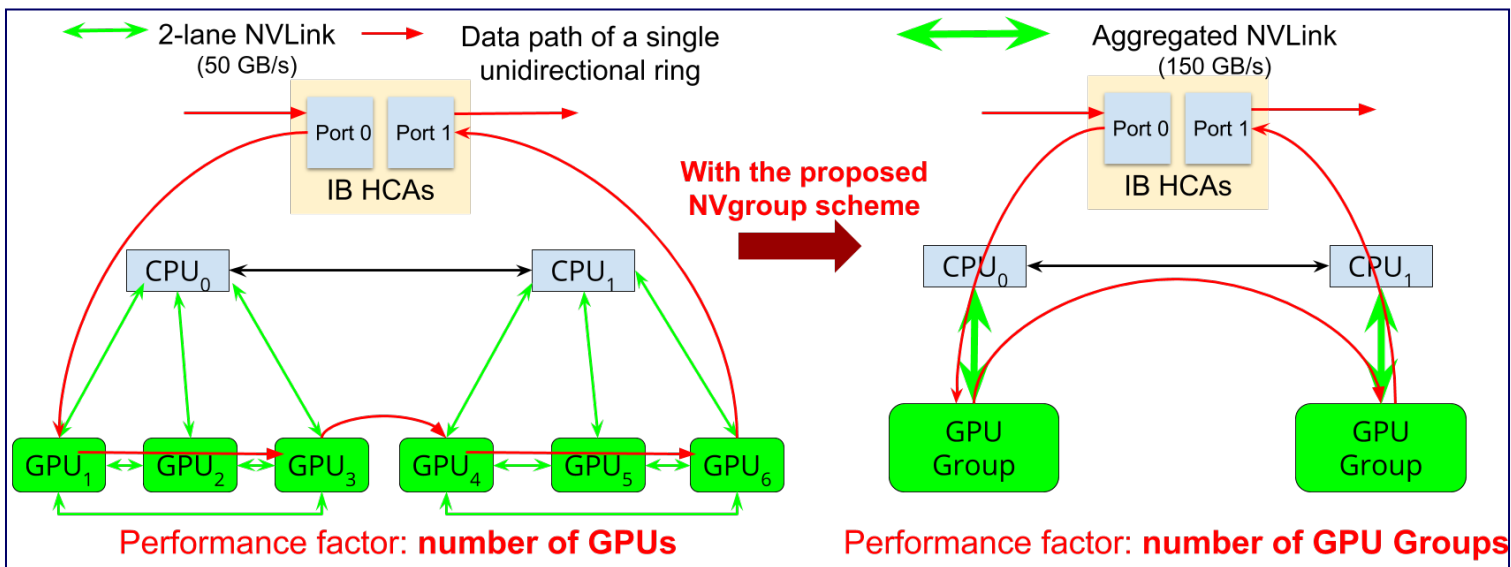 2-lane NVLink
(50 GB/s)
Data path of a single
unidirectional ring
Port 0
Port 1
IB HCAs
CPU0
CPU1
GPU1
GPU2
GPU3
GPU4
GPU5
GPU6
Performance factor: number of GPUs
With the proposed
NVgroup scheme
Aggregated NVLink
(150 GB/s)
Port 0
Port 1
IB HCAs
CPU0
CPU1
GPU
Group
GPU
Group
Performance factor: number of GPU Groups